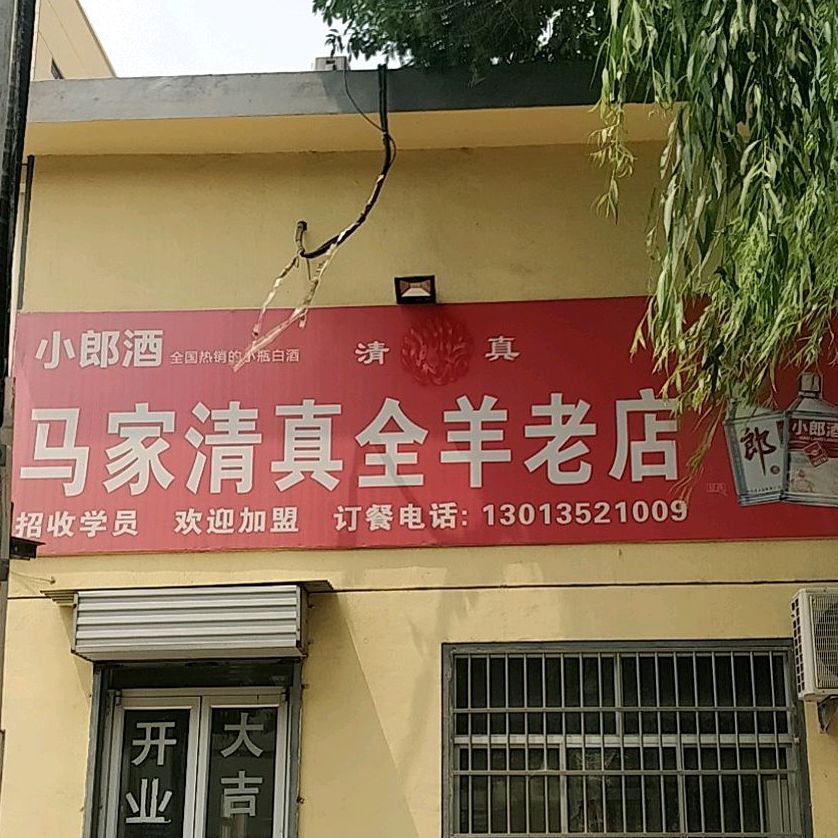 小郎酒 全国热销的小瓶白酒
清 真
马家清真全羊老店
招收学员 欢迎加盟 订餐电话: 13013521009
郎
小郎酒
开业
大吉